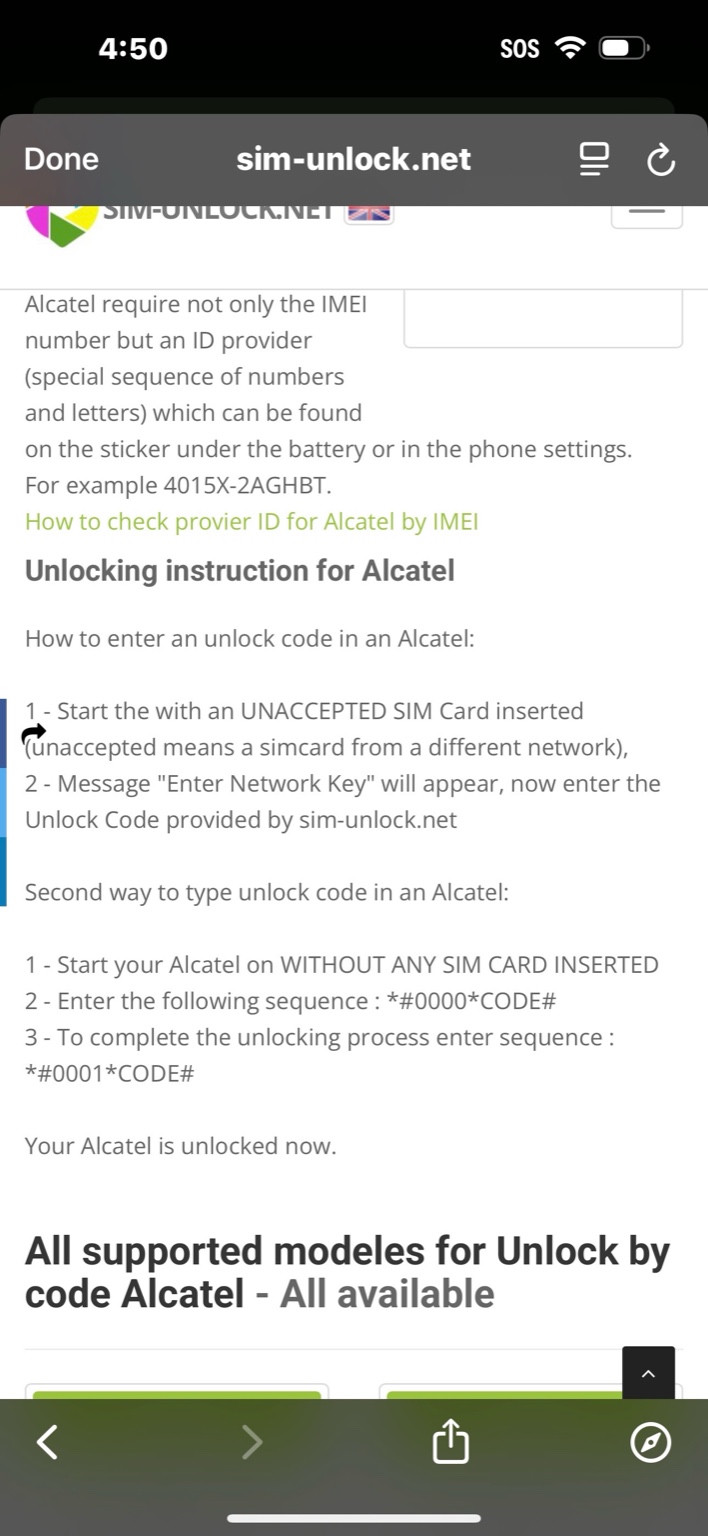 4:50
SOS
Done
sim-unlock.net
SIM-UNLOCK.NET
Alcatel require not only the IMEI
number but an ID provider
(special sequence of numbers
and letters) which can be found
on the sticker under the battery or in the phone settings.
For example 4015X-2AGHBT.
How to check provier ID for Alcatel by IMEI
Unlocking instruction for Alcatel
How to enter an unlock code in an Alcatel:
1 - Start the with an UNACCEPTED SIM Card inserted
(unaccepted means a simcard from a different network),
2 - Message "Enter Network Key" will appear, now enter the
Unlock Code provided by sim-unlock.net
Second way to type unlock code in an Alcatel:
1 - Start your Alcatel on WITHOUT ANY SIM CARD INSERTED
2 - Enter the following sequence : *#0000*CODE#
3 - To complete the unlocking process enter sequence :
*#0001*CODE#
Your Alcatel is unlocked now.
All supported modeles for Unlock by
code Alcatel - All available